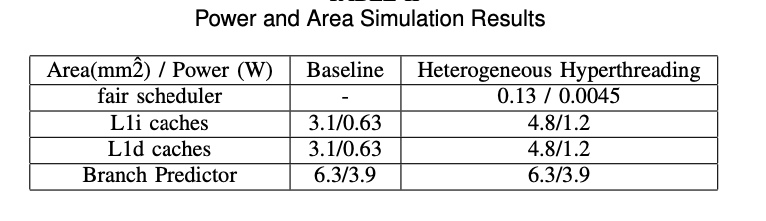 Power and Area Simulation Results
Area(mm2̂) / Power (W) Baseline Heterogeneous Hyperthreading
fair scheduler - 0.13 / 0.0045
L1i caches 3.1/0.63 4.8/1.2
L1d caches 3.1/0.63 4.8/1.2
Branch Predictor 6.3/3.9 6.3/3.9